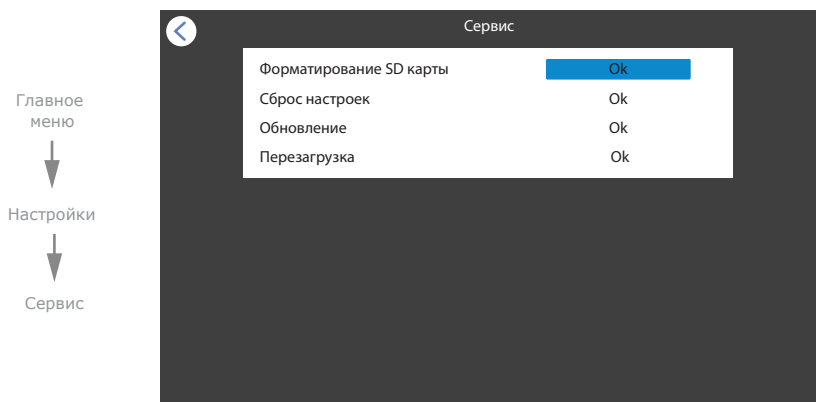 Главное
меню
Настройки
Сервис
Сервис
Форматирование SD карты Ok
Сброс настроек Ok
Обновление Ok
Перезагрузка Ok